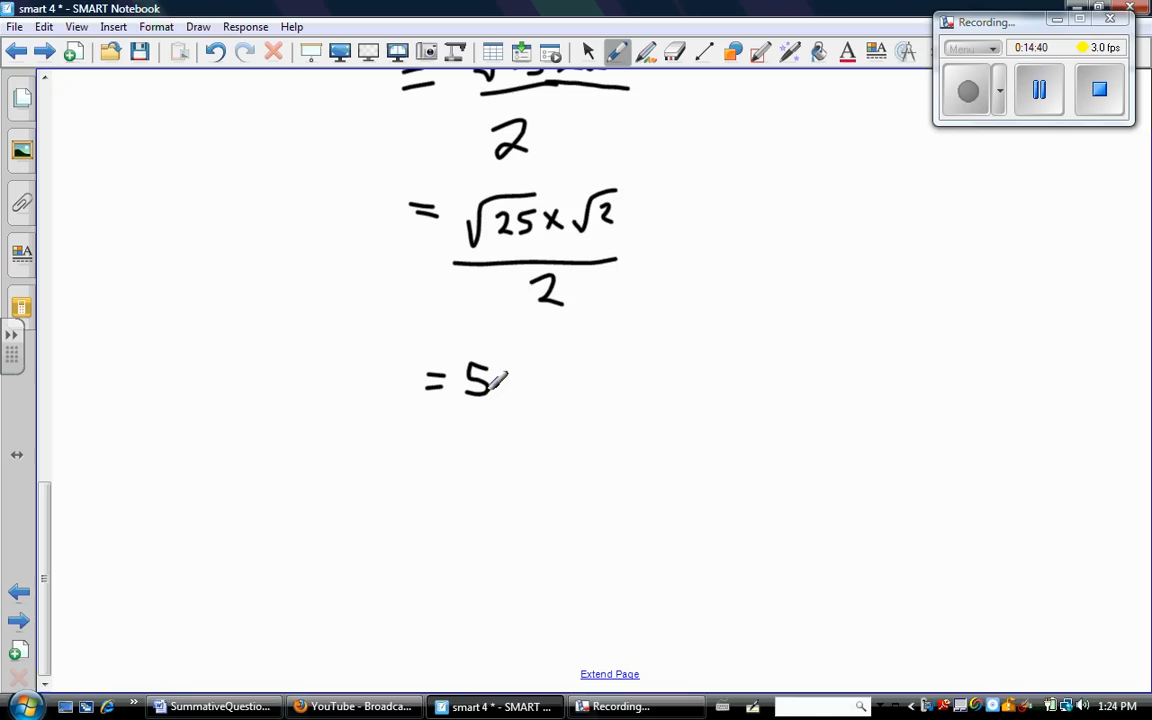 smart 4 * - SMART Notebook
File Edit View Insert Format Draw Response Help
Recording...
Menu 0:14:40 3.0 fps
=
2
= √25 x √2
2
= 5
Extend Page
SummativeQuestio... YouTube - Broadca... smart 4 * - SMART ... Recording... 1:24 PM